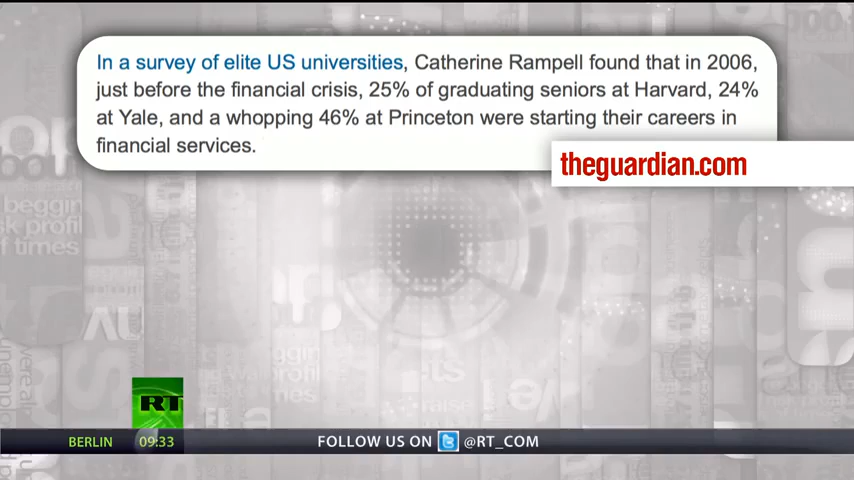 In a survey of elite US universities, Catherine Rampell found that in 2006,
just before the financial crisis, 25% of graduating seniors at Harvard, 24%
at Yale, and a whopping 46% at Princeton were starting their careers in
financial services.
theguardian.com
RT
BERLIN 09:33 FOLLOW US ON @RT_COM